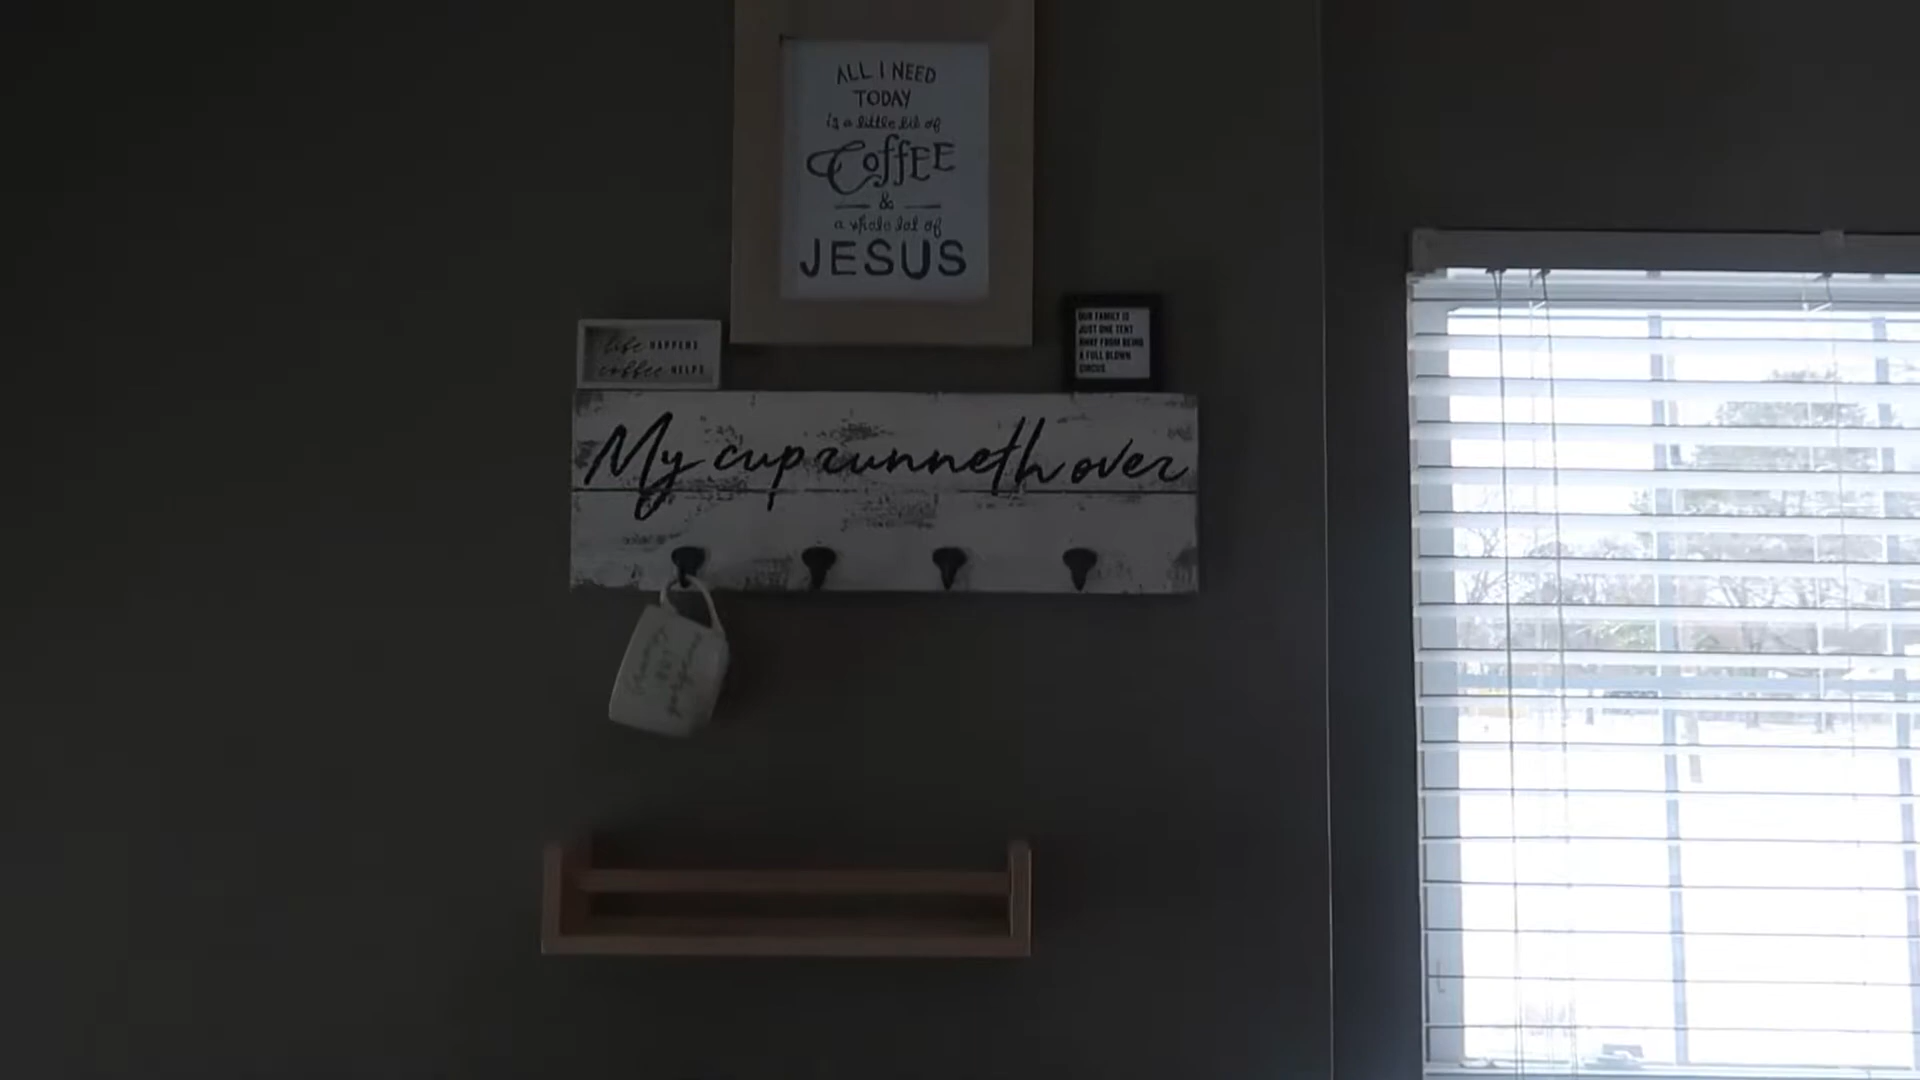 ALL I NEED
TODAY
is a little bit of
COFFEE
&
a whole lot of
JESUS
life HAPPENS
coffee HELPS
OUR FAMILY IS
JUST ONE TENT
AWAY FROM BEING
A FULL BLOWN
CIRCUS
My cup runneth over